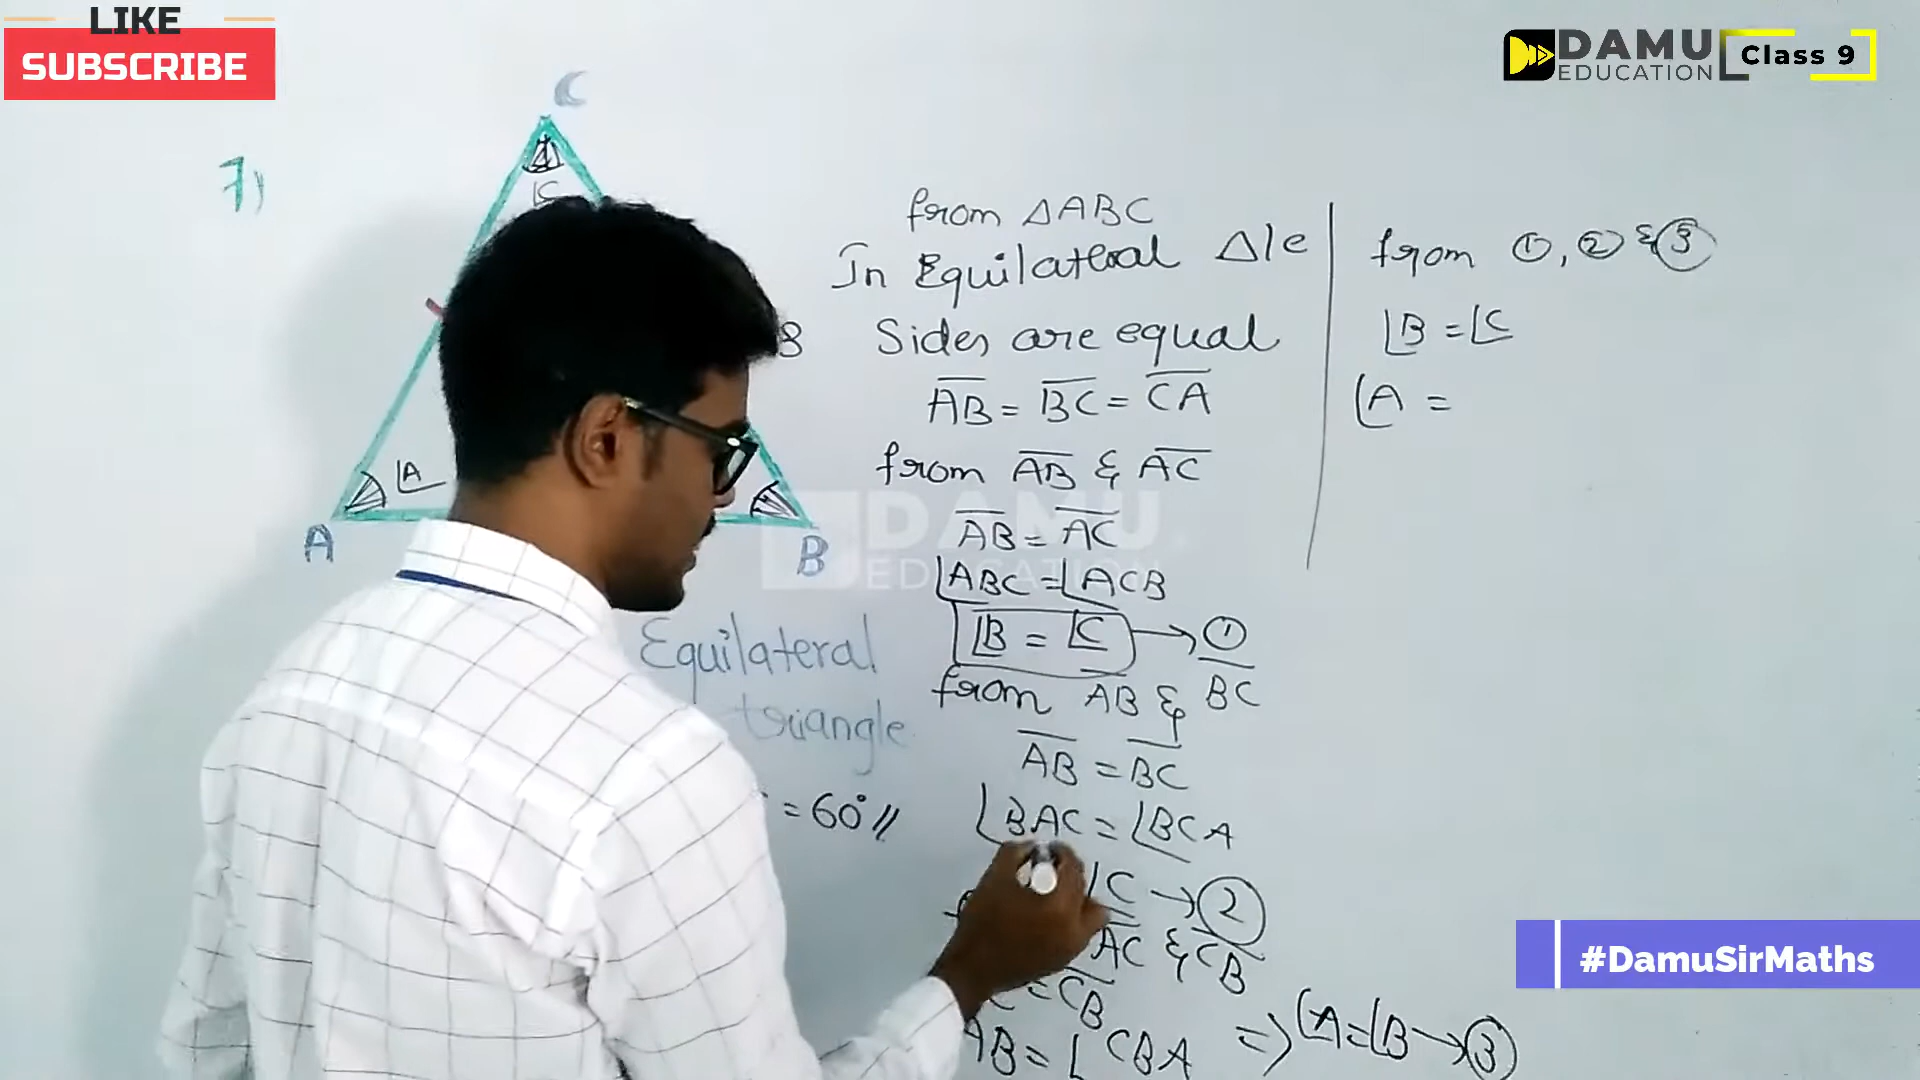 LIKE
SUBSCRIBE
DAMU
EDUCATION
Class 9
7)
C
∠C
∠A
A
B
B
Equilateral
triangle
= 60° //
from △ABC
In Equilateral △le
Sides are equal
AB = BC = CA
from AB & AC
AB = AC
∠ABC = ∠ACB
∠B = ∠C → ①
from AB & BC
AB = BC
∠BAC = ∠BCA
∠C → ②
AC & CB
= CB
AB = ∠CBA ⇒ ∠A = ∠B → ③
from ①, ② & ③
∠B = ∠C
∠A =
DAMU
EDUCATION
#DamuSirMaths